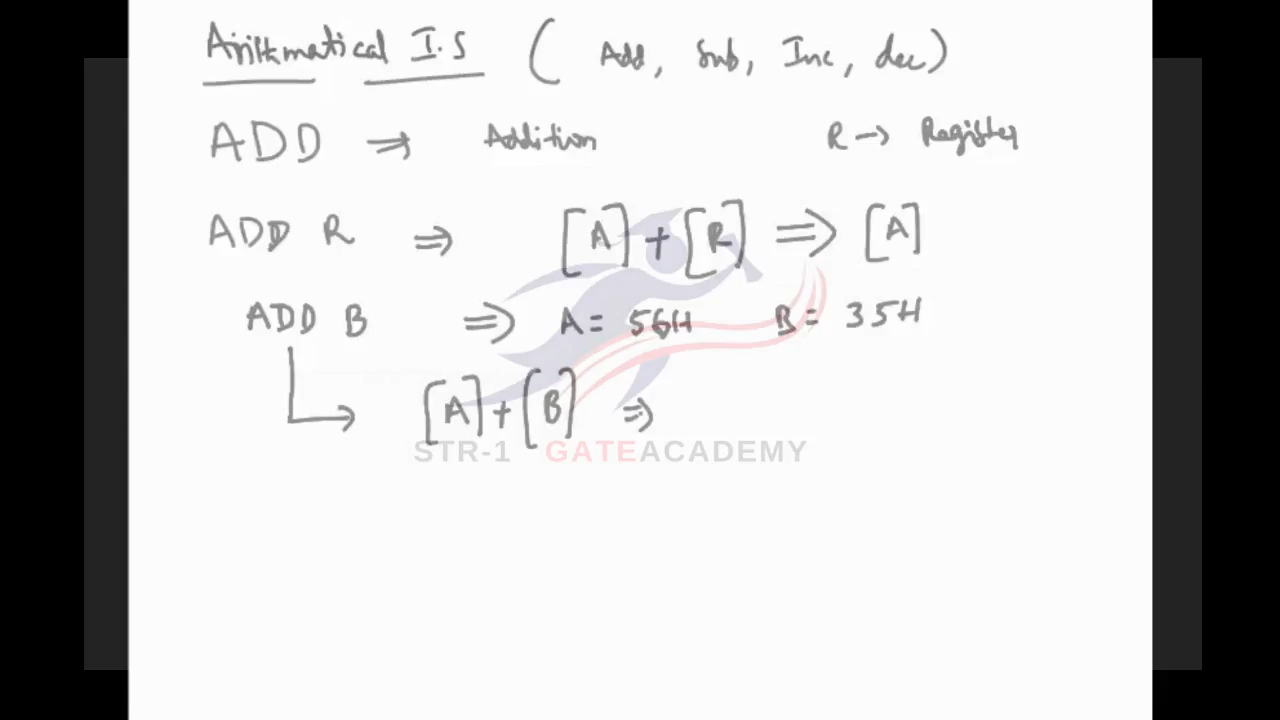 Arithmatical I.S ( Add, Sub, Inc, dec)
ADD ⇒ Addition R → Register
ADD R ⇒ [A] + [R] ⇒ [A]
ADD B ⇒ A = 56H B = 35H
[A] + [B] ⇒
STR-1 GATEACADEMY